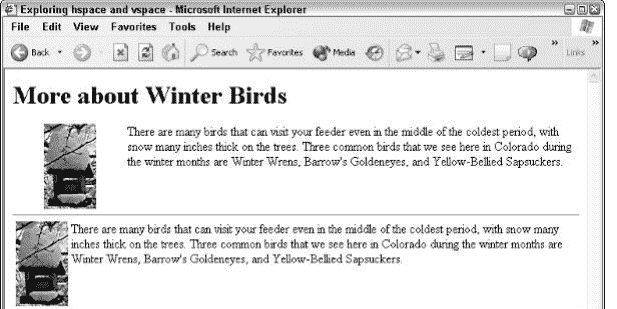 Exploring hspace and vspace - Microsoft Internet Explorer
File Edit View Favorites Tools Help
Back Search Favorites Media » Links »
More about Winter Birds
There are many birds that can visit your feeder even in the middle of the coldest period, with
snow many inches thick on the trees. Three common birds that we see here in Colorado during
the winter months are Winter Wrens, Barrow's Goldeneyes, and Yellow-Bellied Sapsuckers.
There are many birds that can visit your feeder even in the middle of the coldest period, with snow many
inches thick on the trees. Three common birds that we see here in Colorado during the winter months are
Winter Wrens, Barrow's Goldeneyes, and Yellow-Bellied Sapsuckers.